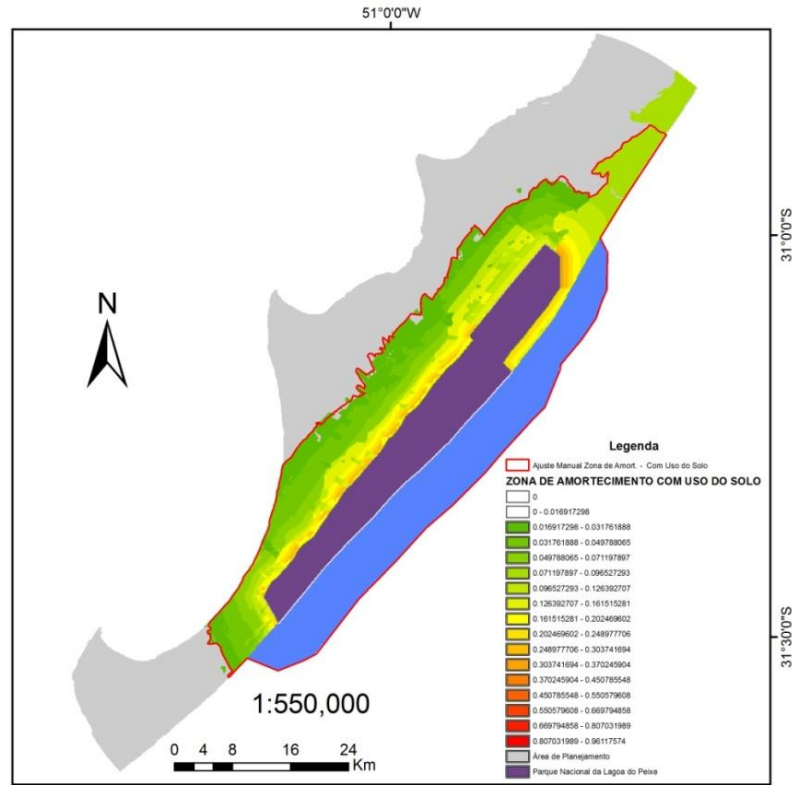 51°0'0"W
31°0'0"S
N
31°30'0"S
1:550,000
0 4 8 16 24
Km
Legenda
Ajuste Manual Zona de Amort. - Com Uso do Solo
ZONA DE AMORTECIMENTO COM USO DO SOLO
0
0 - 0.016917298
0.016917298 - 0.031761888
0.031761888 - 0.049788065
0.049788065 - 0.071197897
0.071197897 - 0.096527293
0.096527293 - 0.126392707
0.126392707 - 0.161515281
0.161515281 - 0.202469602
0.202469602 - 0.248977706
0.248977706 - 0.303741694
0.303741694 - 0.370245904
0.370245904 - 0.450785548
0.450785548 - 0.550579608
0.550579608 - 0.669794858
0.669794858 - 0.807031989
0.807031989 - 0.96117574
Área de Planejamento
Parque Nacional da Lagoa do Peixe